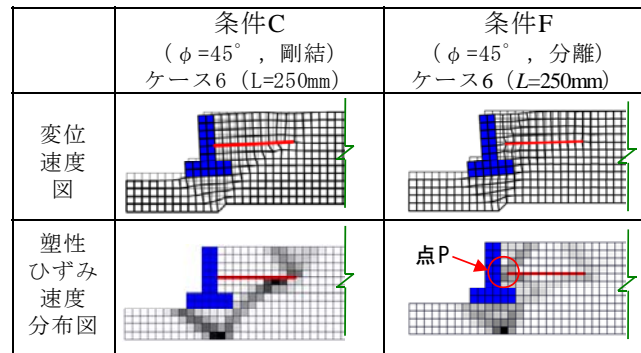 条件C
(φ=45°, 剛結)
ケース6 (L=250mm)
条件F
(φ=45°, 分離)
ケース6 (L=250mm)
変位
速度
図
塑性
ひずみ
速度
分布図
点P